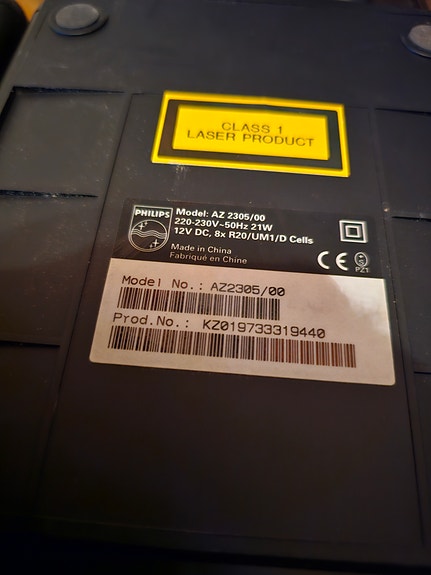 CLASS 1
LASER PRODUCT
PHILIPS
Model: AZ 2305/00
220-230V~50Hz 21W
12V DC, 8x R20/UM1/D Cells
Made in China
Fabriqué en Chine
CE
PZ1
Model No.: AZ2305/00
Prod.No.: KZ019733319440